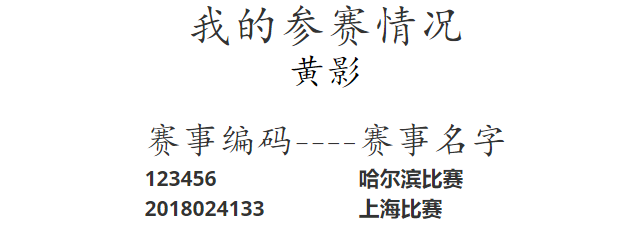 我的参赛情况
黄影
赛事编码----赛事名字
123456 哈尔滨比赛
2018024133 上海比赛